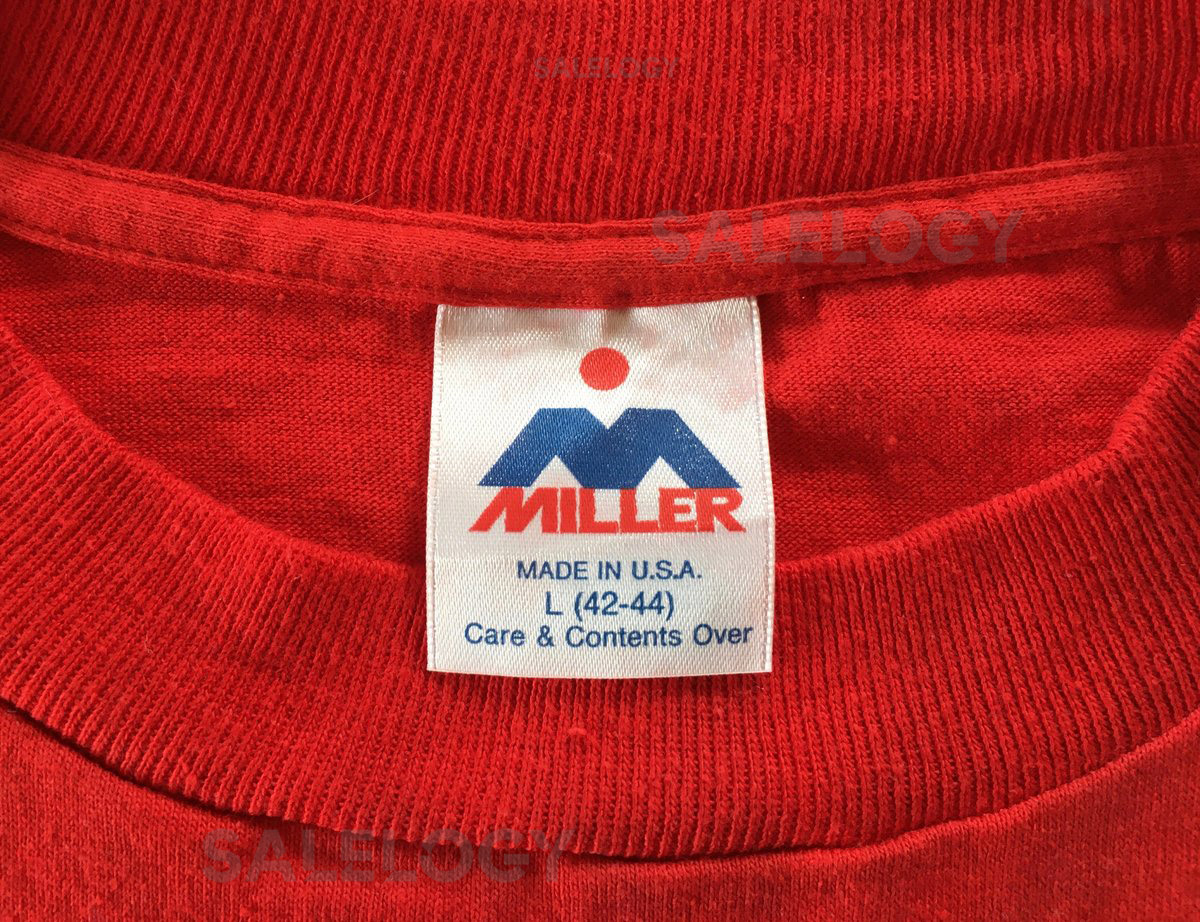 SALELOGY
SALELOGY
MILLER
MADE IN U.S.A.
L (42-44)
Care & Contents Over
SALELOGY